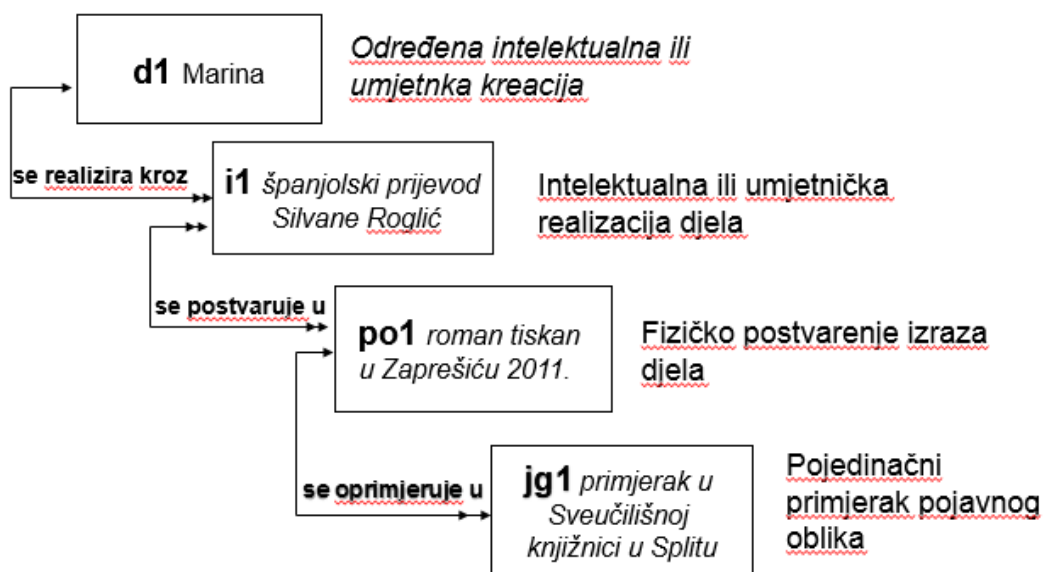 d1 Marina
Određena intelektualna ili
umjetnka kreacija
se realizira kroz
i1 španjolski prijevod
Silvane Roglić
Intelektualna ili umjetnička
realizacija djela
se postvaruje u
po1 roman tiskan
u Zaprešiću 2011.
Fizičko postvarenje izraza
djela
se oprimjeruje u
jg1 primjerak u
Sveučilišnoj
knjižnici u Splitu
Pojedinačni
primjerak pojavnog
oblika